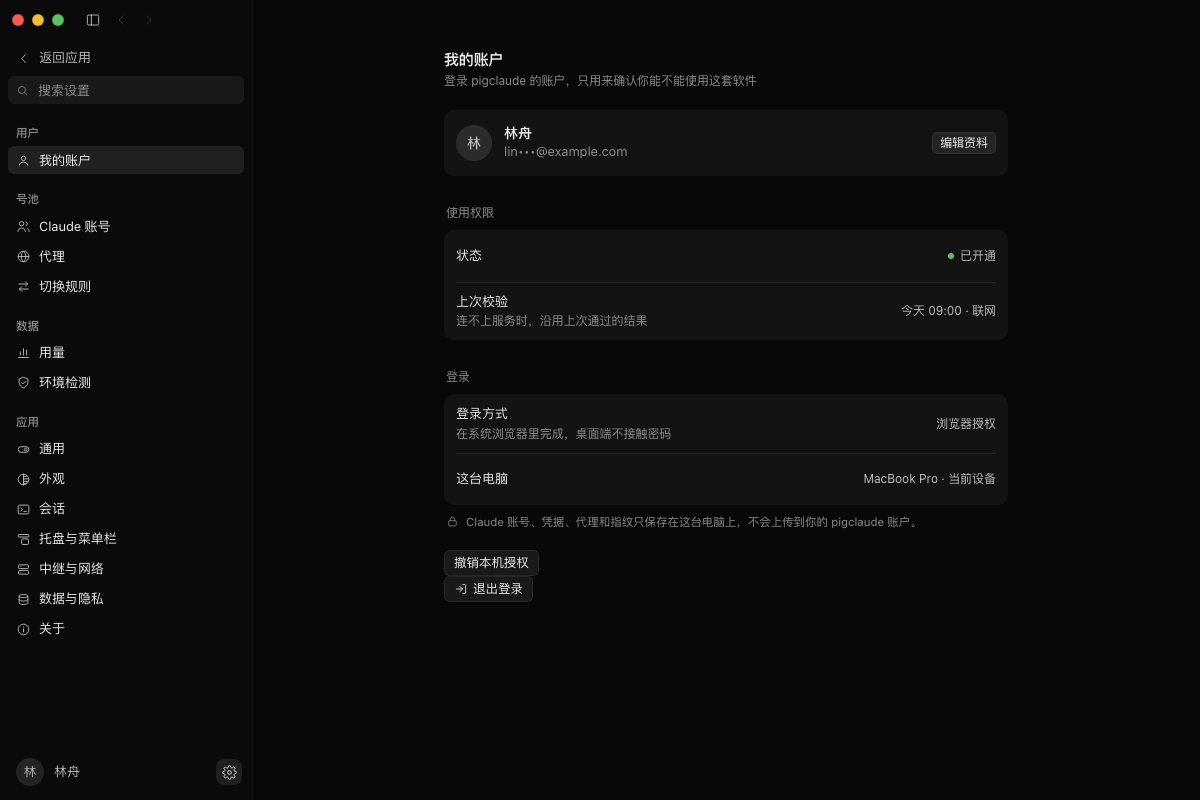 返回应用
搜索设置
用户
我的账户
号池
Claude 账号
代理
切换规则
数据
用量
环境检测
应用
通用
外观
会话
托盘与菜单栏
中继与网络
数据与隐私
关于
林 林舟
我的账户
登录 pigclaude 的账户，只用来确认你能不能使用这套软件
林
林舟
lin•••@example.com
编辑资料
使用权限
状态
已开通
上次校验
连不上服务时，沿用上次通过的结果
今天 09:00 · 联网
登录
登录方式
在系统浏览器里完成，桌面端不接触密码
浏览器授权
这台电脑
MacBook Pro · 当前设备
Claude 账号、凭据、代理和指纹只保存在这台电脑上，不会上传到你的 pigclaude 账户。
撤销本机授权
退出登录